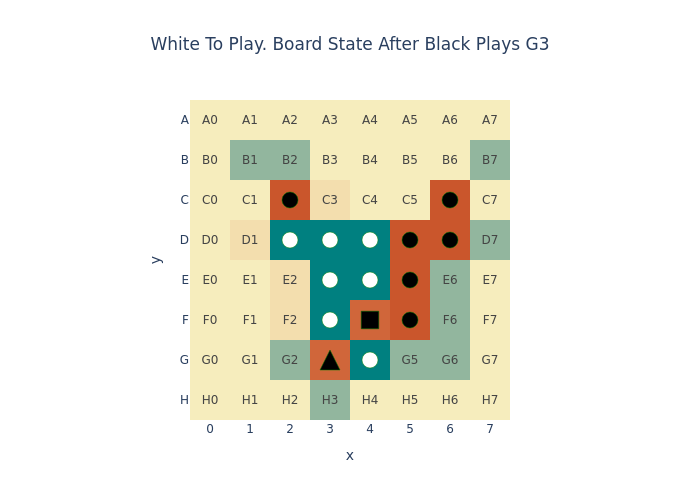 White To Play. Board State After Black Plays G3
A A0 A1 A2 A3 A4 A5 A6 A7
B B0 B1 B2 B3 B4 B5 B6 B7
C C0 C1 C3 C4 C5 C7
D D0 D1 D7
E E0 E1 E2 E6 E7
F F0 F1 F2 F6 F7
G G0 G1 G2 G5 G6 G7
H H0 H1 H2 H3 H4 H5 H6 H7
0 1 2 3 4 5 6 7
x
y